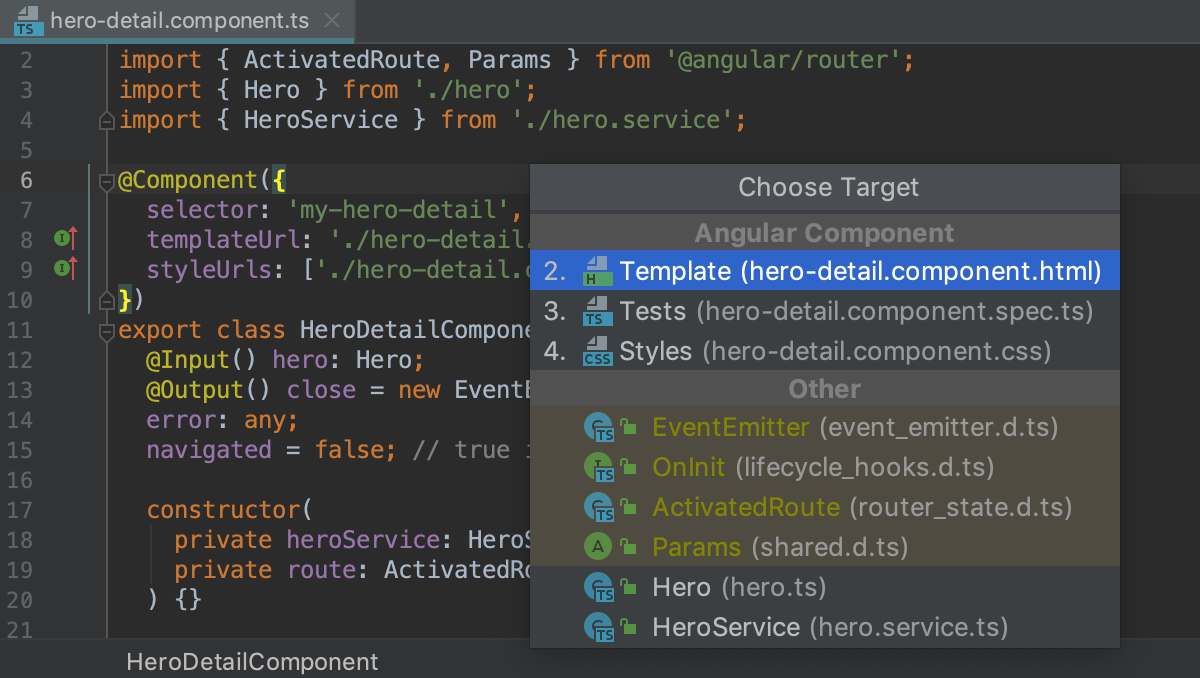 hero-detail.component.ts
2 import { ActivatedRoute, Params } from '@angular/router';
3 import { Hero } from './hero';
4 import { HeroService } from './hero.service';
5
6 @Component({
7 selector: 'my-hero-detail',
8 templateUrl: './hero-detail.
9 styleUrls: ['./hero-detail.
10 })
11 export class HeroDetailCompone
12 @Input() hero: Hero;
13 @Output() close = new Event
14 error: any;
15 navigated = false; // true
16
17 constructor(
18 private heroService: Hero
19 private route: ActivatedRo
20 ) {}
21
HeroDetailComponent
Choose Target
Angular Component
2. H Template (hero-detail.component.html)
3. TS Tests (hero-detail.component.spec.ts)
4. CSS Styles (hero-detail.component.css)
Other
EventEmitter (event_emitter.d.ts)
OnInit (lifecycle_hooks.d.ts)
ActivatedRoute (router_state.d.ts)
Params (shared.d.ts)
Hero (hero.ts)
HeroService (hero.service.ts)